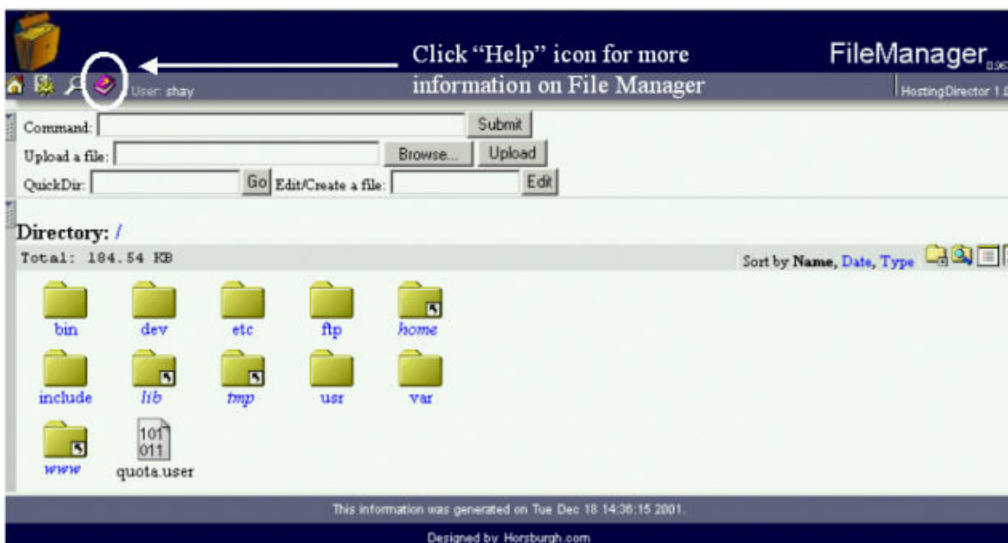 Click “Help” icon for more
information on File Manager
FileManager
User: shay
HostingDirector
Command:
Submit
Upload a file:
Browse...
Upload
QuickDir:
Go
Edit/Create a file:
Edit
Directory: /
Total: 184.54 KB
Sort by Name, Date, Type
bin
dev
etc
ftp
home
include
lib
tmp
usr
var
101
011
www
quota.user
This information was generated on Tue Dec 18 14:36:15 2001.
Designed by Horsburgh.com